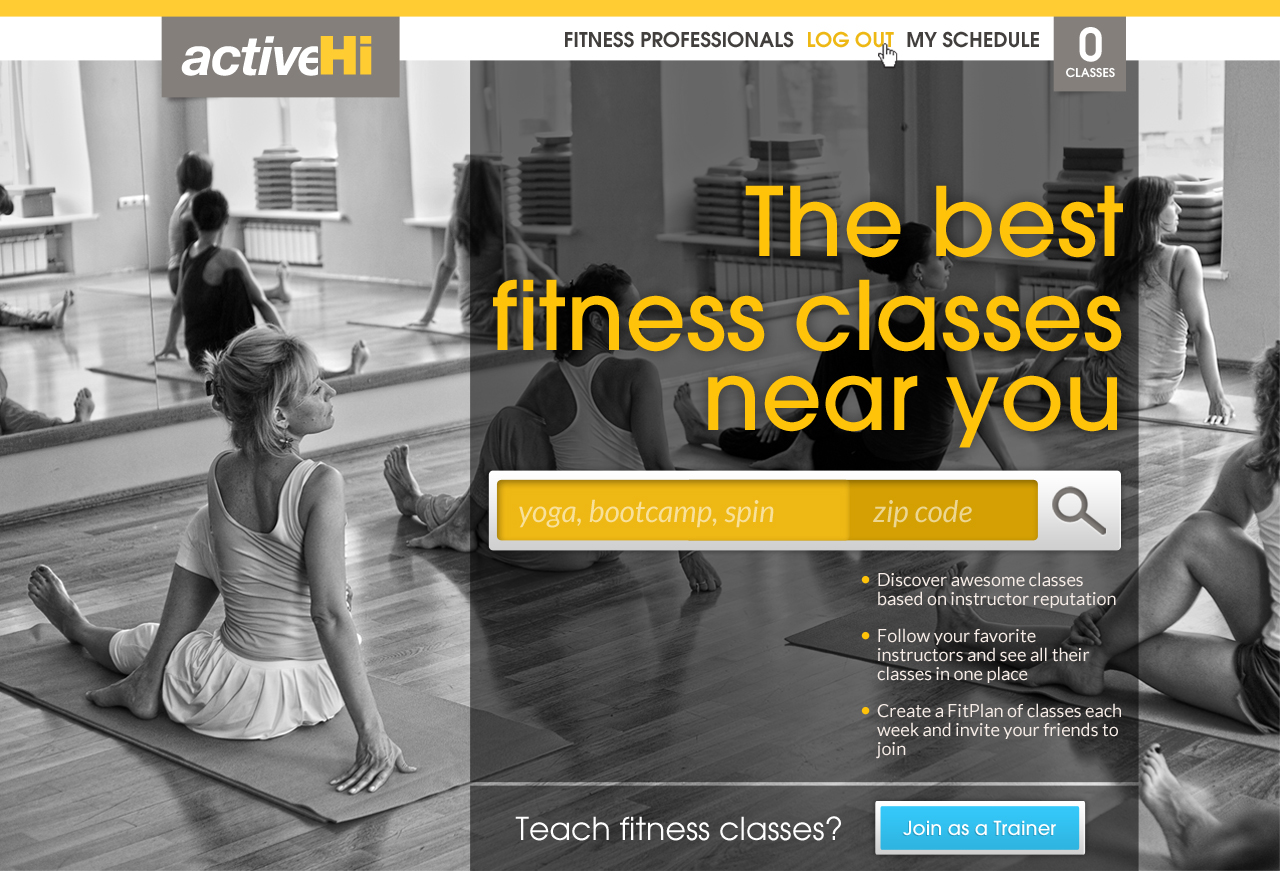 activeHi
FITNESS PROFESSIONALS LOG OUT MY SCHEDULE
0
CLASSES
The best
fitness classes
near you
yoga, bootcamp, spin
zip code
Discover awesome classes
based on instructor reputation
Follow your favorite
instructors and see all their
classes in one place
Create a FitPlan of classes each
week and invite your friends to
join
Teach fitness classes?
Join as a Trainer